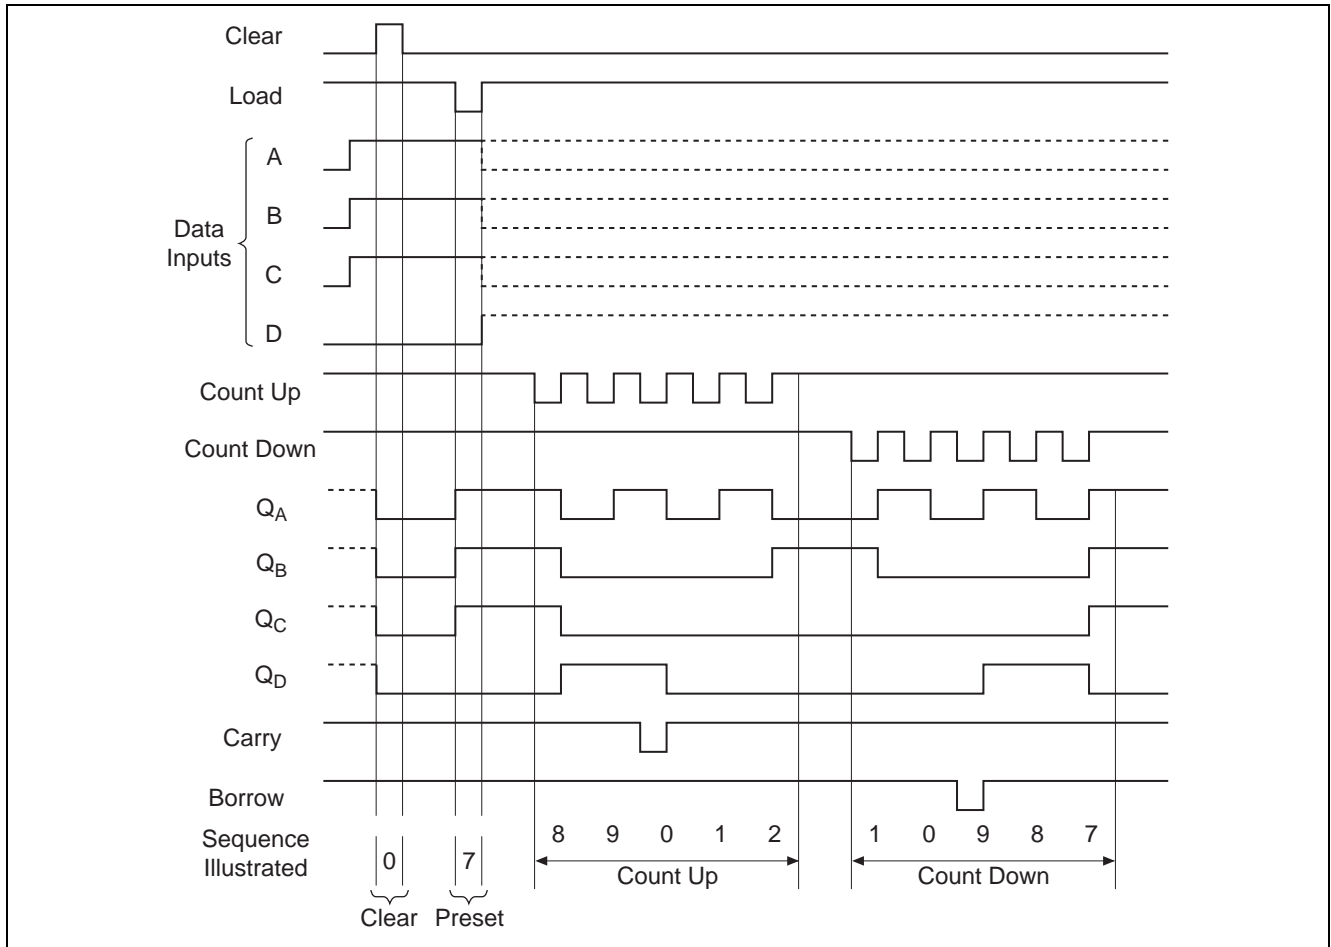 Clear
Load
A
B
Data
Inputs
C
D
Count Up
Count Down
QA
QB
QC
QD
Carry
Borrow
Sequence
Illustrated
0
7
8 9 0 1 2
1 0 9 8 7
Count Up
Count Down
Clear
Preset